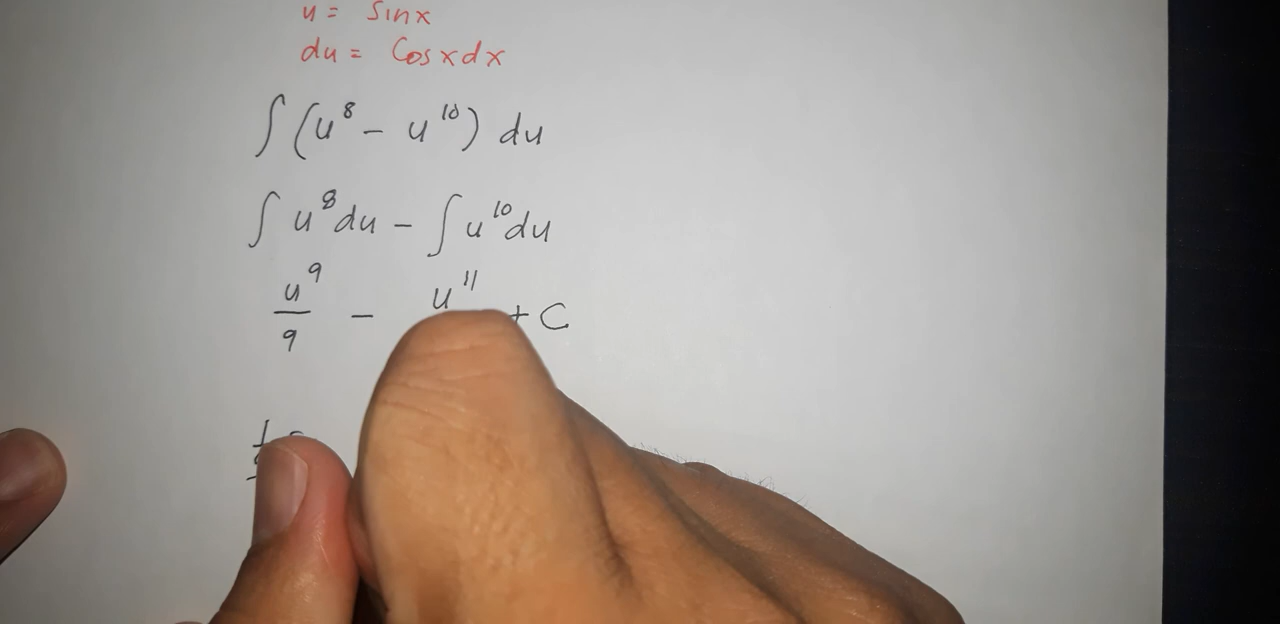 u = Sinx
du = Cosxdx
∫(u⁸ - u¹⁰) du
∫u⁸du - ∫u¹⁰du
u⁹/9 - u¹¹ + C